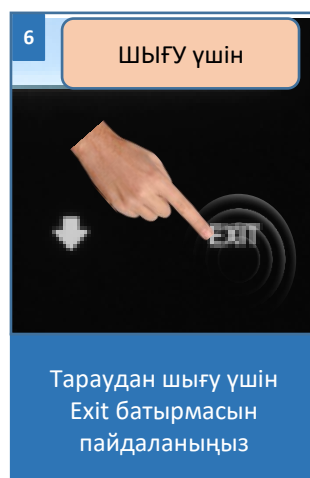 6
ШЫҒУ үшін
EXIT
Тараудан шығу үшін
Exit батырмасын
пайдаланыңыз